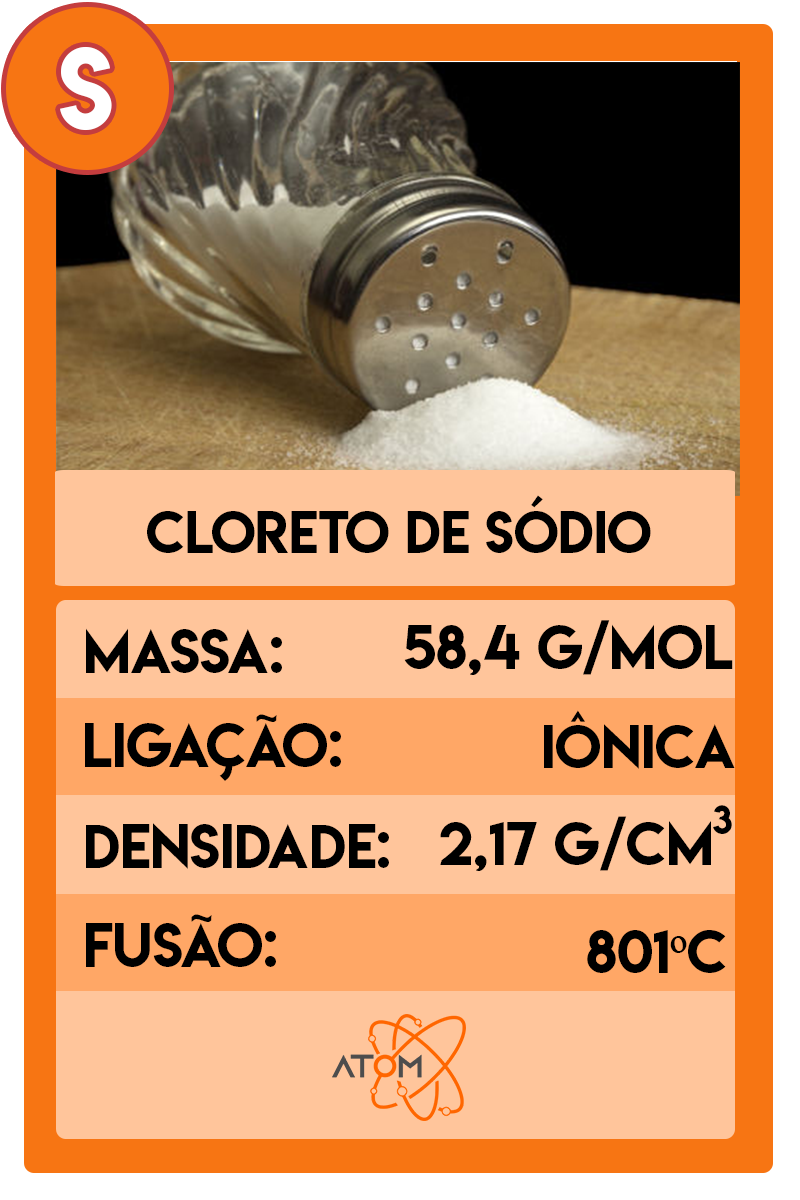 S
CLORETO DE SÓDIO
MASSA: 58,4 G/MOL
LIGAÇÃO: IÔNICA
DENSIDADE: 2,17 G/CM³
FUSÃO: 801ºC
ATOM